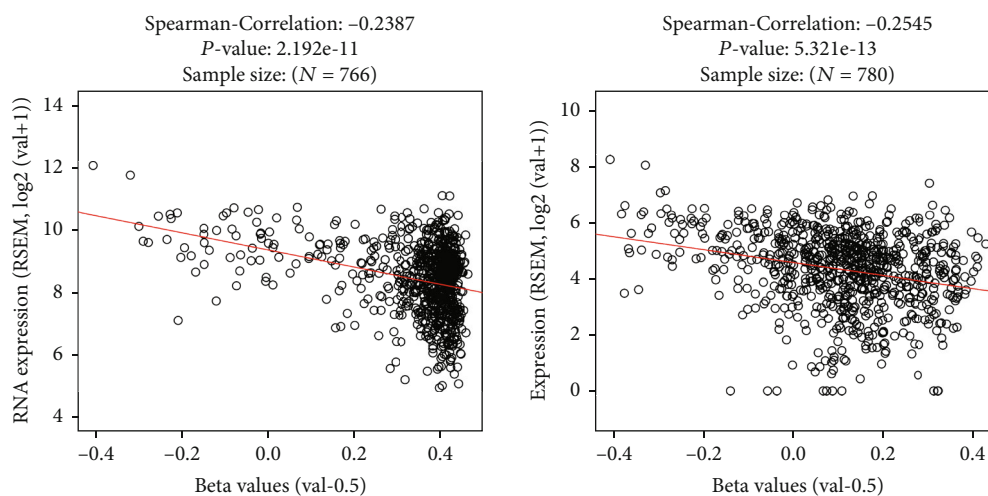 Spearman-Correlation: –0.2387
P-value: 2.192e-11
Sample size: (N = 766)
RNA expression (RSEM, log2 (val+1))
14
12
10
8
6
4
–0.4
–0.2
0.0
0.2
0.4
Beta values (val-0.5)
Spearman-Correlation: –0.2545
P-value: 5.321e-13
Sample size: (N = 780)
Expression (RSEM, log2 (val+1))
10
8
6
4
2
0
–0.4
–0.2
0.0
0.2
0.4
Beta values (val-0.5)